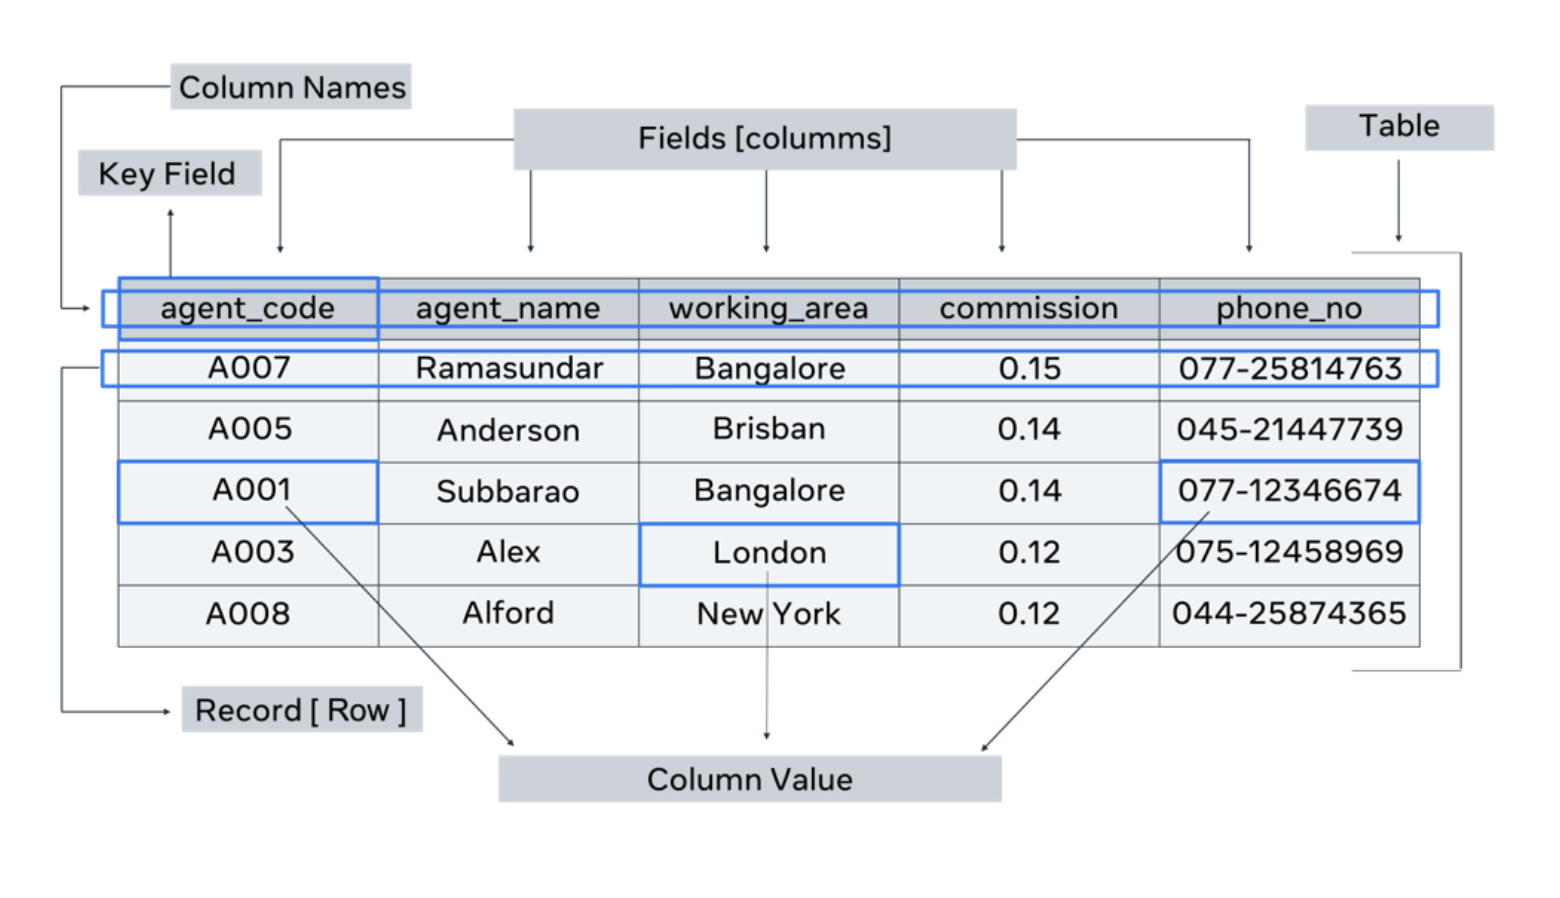 Column Names
Fields [columms]
Table
Key Field
agent_code agent_name working_area commission phone_no
A007 Ramasundar Bangalore 0.15 077-25814763
A005 Anderson Brisban 0.14 045-21447739
A001 Subbarao Bangalore 0.14 077-12346674
A003 Alex London 0.12 075-12458969
A008 Alford New York 0.12 044-25874365
Record [ Row ]
Column Value